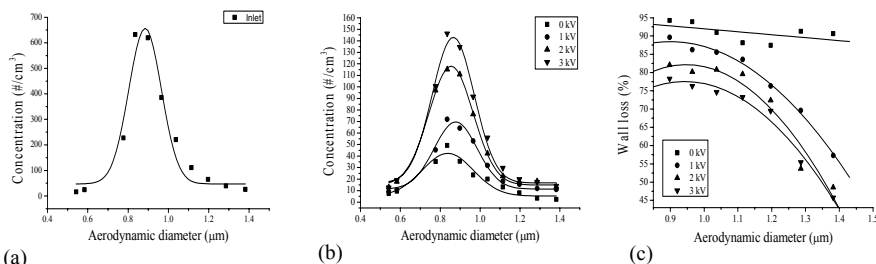 Inlet
700
600
500
400
300
200
100
0
Concentration (#/cm³)
0.4 0.6 0.8 1.0 1.2 1.4
Aerodynamic diameter (μm)
(a)
160
150
140
130
120
110
100
90
80
70
60
50
40
30
20
10
0
Concentration (#/cm³)
0 kV
1 kV
2 kV
3 kV
0.4 0.6 0.8 1.0 1.2 1.4
Aerodynamic diameter (μm)
(b)
95
90
85
80
75
70
65
60
55
50
45
Wall loss (%)
0 kV
1 kV
2 kV
3 kV
0.9 1.0 1.1 1.2 1.3 1.4 1.5
Aerodynamic diameter (μm)
(c)